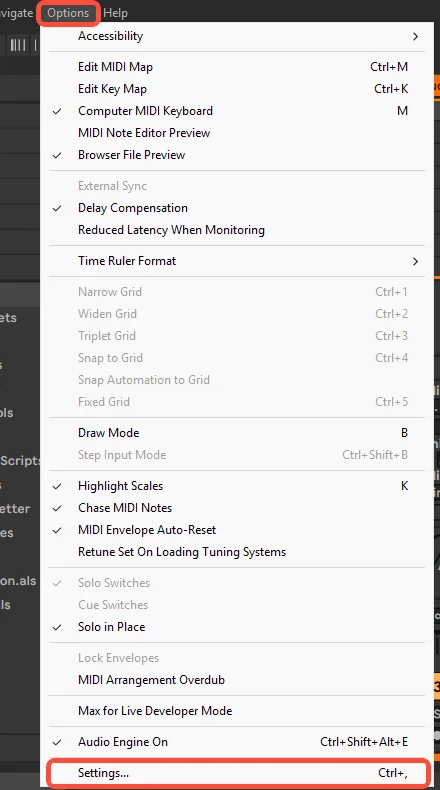 avigate Options Help
Accessibility
Edit MIDI Map Ctrl+M
Edit Key Map Ctrl+K
Computer MIDI Keyboard M
MIDI Note Editor Preview
Browser File Preview
External Sync
Delay Compensation
Reduced Latency When Monitoring
Time Ruler Format
Narrow Grid Ctrl+1
Widen Grid Ctrl+2
ets
Triplet Grid Ctrl+3
Snap to Grid Ctrl+4
Snap Automation to Grid
Fixed Grid Ctrl+5
ols
Draw Mode B
Step Input Mode Ctrl+Shift+B
Scripts
Highlight Scales K
Chase MIDI Notes
etter
MIDI Envelope Auto-Reset
es
Retune Set On Loading Tuning Systems
Solo Switches
on.als
Cue Switches
ls
Solo in Place
Lock Envelopes
MIDI Arrangement Overdub
Max for Live Developer Mode
Audio Engine On Ctrl+Shift+Alt+E
Settings... Ctrl+,